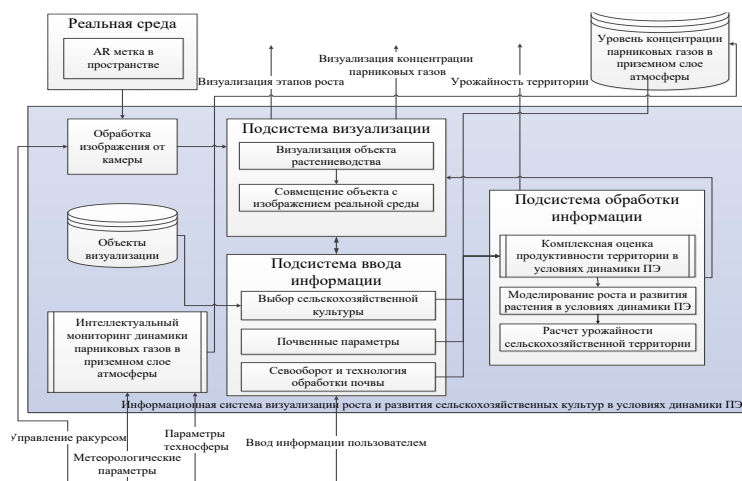 Реальная среда
AR метка в
пространстве
Визуализация этапов роста
Визуализация концентрации
парниковых газов
Урожайность территории
Уровень концентрации
парниковых газов в
приземном слое
атмосферы
Обработка
изображения от
камеры
Подсистема визуализации
Визуализация объекта
растениеводства
Совмещение объекта с
изображением реальной среды
Объекты
визуализации
Подсистема ввода
информации
Выбор сельскохозяйственной
культуры
Почвенные параметры
Севооборот и технология
обработки почвы
Подсистема обработки
информации
Комплексная оценка
продуктивности территории в
условиях динамики ПЭ
Моделирование роста и развития
растения в условиях динамики ПЭ
Расчет урожайности
сельскохозяйственной территории
Интеллектуальный
мониторинг динамики
парниковых газов в
приземном слое
атмосферы
Информационная система визуализации роста и развития сельскохозяйственных культур в условиях динамики ПЭ
Управление ракурсом
Метеорологические
параметры
Параметры
техносферы
Ввод информации пользователем